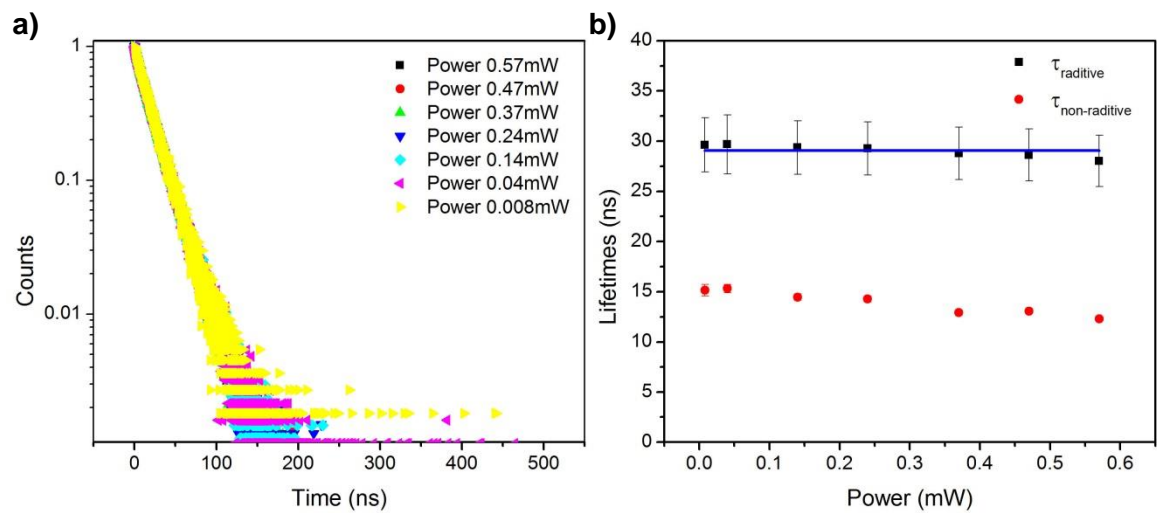 a)
1
0.1
0.01
Counts
0
100
200
300
400
500
Time (ns)
Power 0.57mW
Power 0.47mW
Power 0.37mW
Power 0.24mW
Power 0.14mW
Power 0.04mW
Power 0.008mW
b)
40
35
30
25
20
15
10
5
0
Lifetimes (ns)
0.0
0.1
0.2
0.3
0.4
0.5
0.6
Power (mW)
τraditive
τnon-raditive